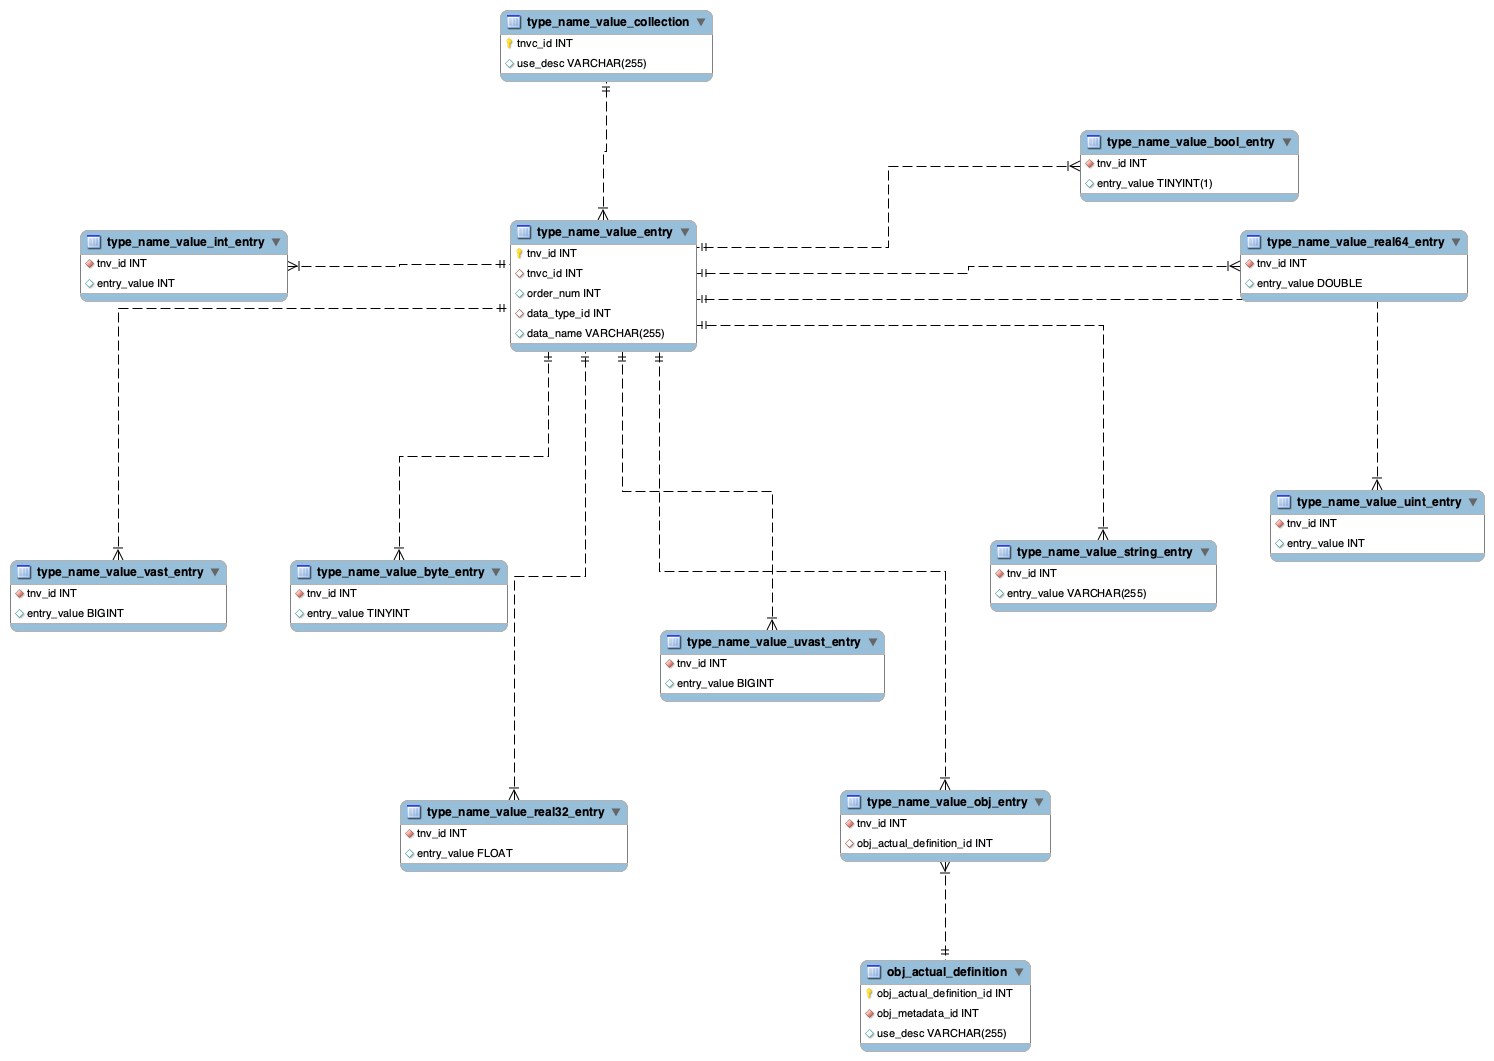 type_name_value_collection
tnvc_id INT
use_desc VARCHAR(255)
type_name_value_bool_entry
tnv_id INT
entry_value TINYINT(1)
type_name_value_int_entry
tnv_id INT
entry_value INT
type_name_value_entry
tnv_id INT
tnvc_id INT
order_num INT
data_type_id INT
data_name VARCHAR(255)
type_name_value_real64_entry
tnv_id INT
entry_value DOUBLE
type_name_value_uint_entry
tnv_id INT
entry_value INT
type_name_value_string_entry
tnv_id INT
entry_value VARCHAR(255)
type_name_value_vast_entry
tnv_id INT
entry_value BIGINT
type_name_value_byte_entry
tnv_id INT
entry_value TINYINT
type_name_value_uvast_entry
tnv_id INT
entry_value BIGINT
type_name_value_real32_entry
tnv_id INT
entry_value FLOAT
type_name_value_obj_entry
tnv_id INT
obj_actual_definition_id INT
obj_actual_definition
obj_actual_definition_id INT
obj_metadata_id INT
use_desc VARCHAR(255)